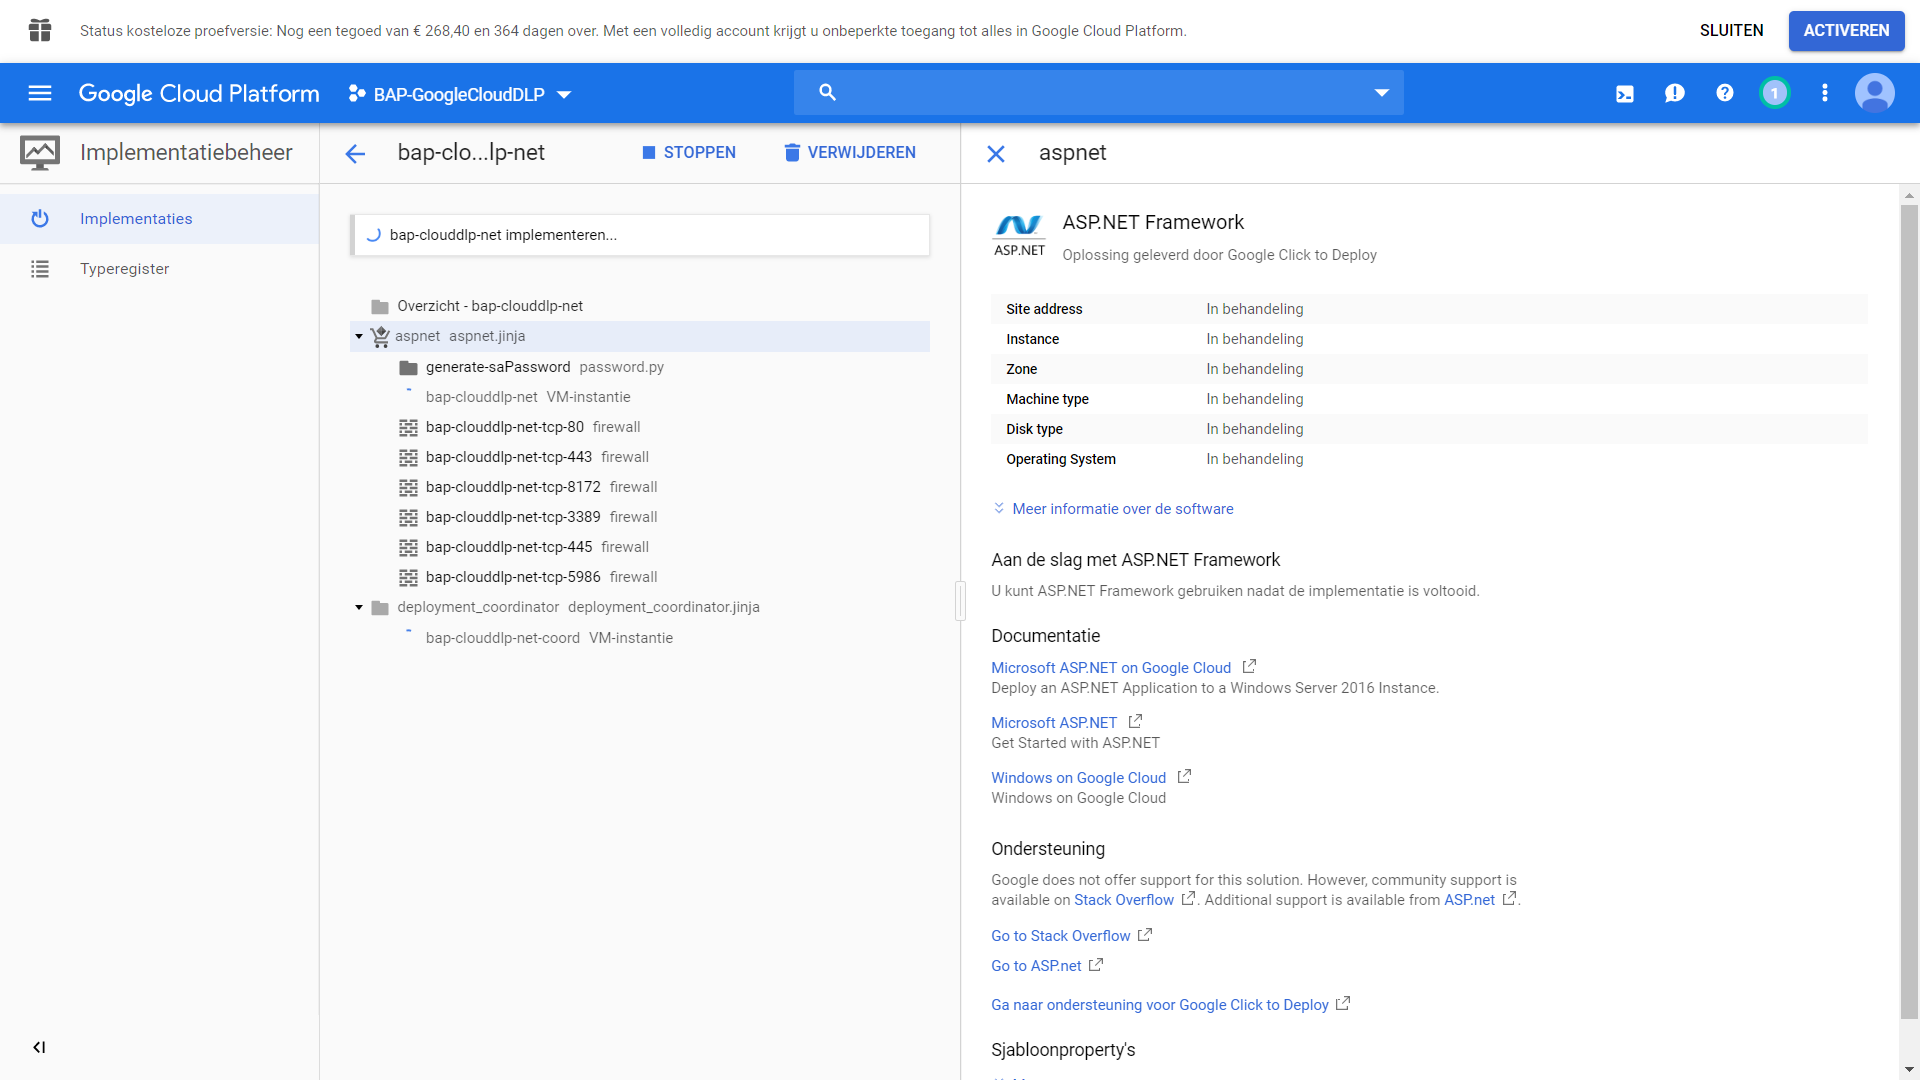 Status kosteloze proefversie: Nog een tegoed van € 268,40 en 364 dagen over. Met een volledig account krijgt u onbeperkte toegang tot alles in Google Cloud Platform.
SLUITEN
ACTIVEREN
Google Cloud Platform
BAP-GoogleCloudDLP
1
Implementatiebeheer
Implementaties
Typeregister
bap-clo...lp-net
STOPPEN
VERWIJDEREN
bap-clouddlp-net implementeren...
Overzicht - bap-clouddlp-net
aspnet aspnet.jinja
generate-saPassword password.py
bap-clouddlp-net VM-instantie
bap-clouddlp-net-tcp-80 firewall
bap-clouddlp-net-tcp-443 firewall
bap-clouddlp-net-tcp-8172 firewall
bap-clouddlp-net-tcp-3389 firewall
bap-clouddlp-net-tcp-445 firewall
bap-clouddlp-net-tcp-5986 firewall
deployment_coordinator deployment_coordinator.jinja
bap-clouddlp-net-coord VM-instantie
aspnet
ASP.NET
ASP.NET Framework
Oplossing geleverd door Google Click to Deploy
Site address In behandeling
Instance In behandeling
Zone In behandeling
Machine type In behandeling
Disk type In behandeling
Operating System In behandeling
Meer informatie over de software
Aan de slag met ASP.NET Framework
U kunt ASP.NET Framework gebruiken nadat de implementatie is voltooid.
Documentatie
Microsoft ASP.NET on Google Cloud
Deploy an ASP.NET Application to a Windows Server 2016 Instance.
Microsoft ASP.NET
Get Started with ASP.NET
Windows on Google Cloud
Windows on Google Cloud
Ondersteuning
Google does not offer support for this solution. However, community support is
available on Stack Overflow. Additional support is available from ASP.net.
Go to Stack Overflow
Go to ASP.net
Ga naar ondersteuning voor Google Click to Deploy
Sjabloonproperty's